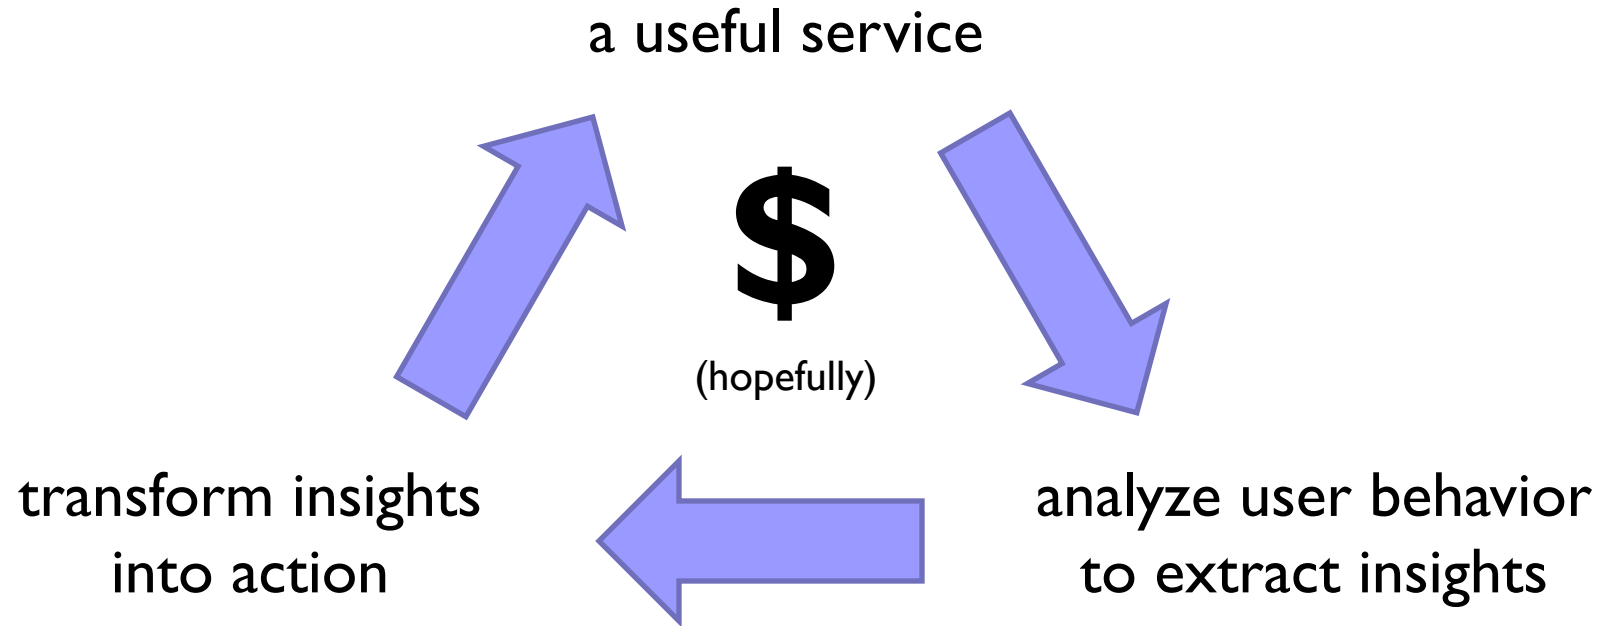 a useful service
$
(hopefully)
transform insights
into action
analyze user behavior
to extract insights